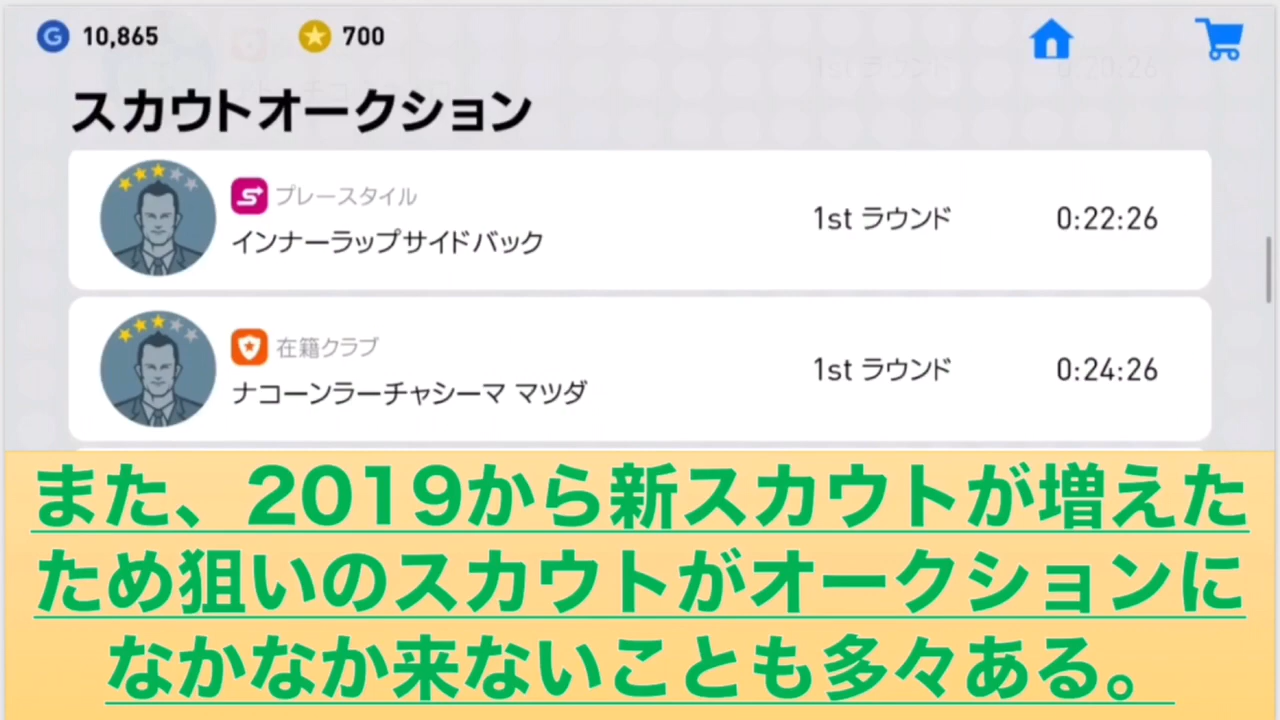 10,865
700
スカウトオークション
プレースタイル
インナーラップサイドバック
1st ラウンド
0:22:26
在籍クラブ
ナコーンラーチャシーマ マツダ
1st ラウンド
0:24:26
また、2019から新スカウトが増えた
ため狙いのスカウトがオークションに
なかなか来ないことも多々ある。